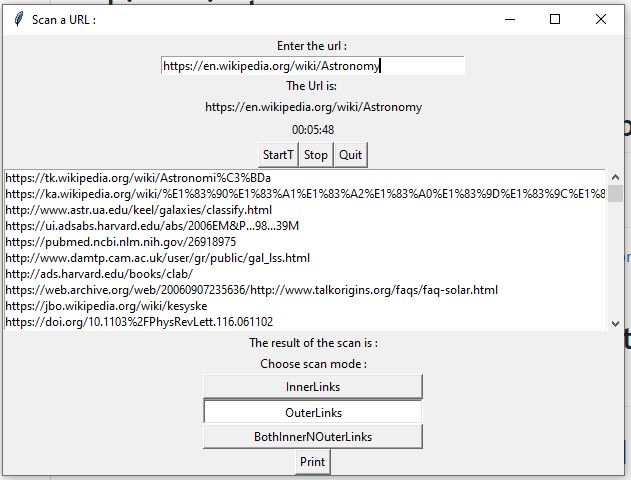 Scan a URL :
Enter the url :
https://en.wikipedia.org/wiki/Astronomy
The Url is:
https://en.wikipedia.org/wiki/Astronomy
00:05:48
StartT Stop Quit
https://tk.wikipedia.org/wiki/Astronomi%C3%BDa
https://ka.wikipedia.org/wiki/%E1%83%90%E1%83%A1%E1%83%A2%E1%83%A0%E1%83%9D%E1%83%9C%E1%8
http://www.astr.ua.edu/keel/galaxies/classify.html
https://ui.adsabs.harvard.edu/abs/2006EM&P...98...39M
https://pubmed.ncbi.nlm.nih.gov/26918975
http://www.damtp.cam.ac.uk/user/gr/public/gal_lss.html
http://ads.harvard.edu/books/clab/
https://web.archive.org/web/20060907235636/http://www.talkorigins.org/faqs/faq-solar.html
https://jbo.wikipedia.org/wiki/kesyske
https://doi.org/10.1103%2FPhysRevLett.116.061102
The result of the scan is :
Choose scan mode :
InnerLinks
OuterLinks
BothInnerNOuterLinks
Print